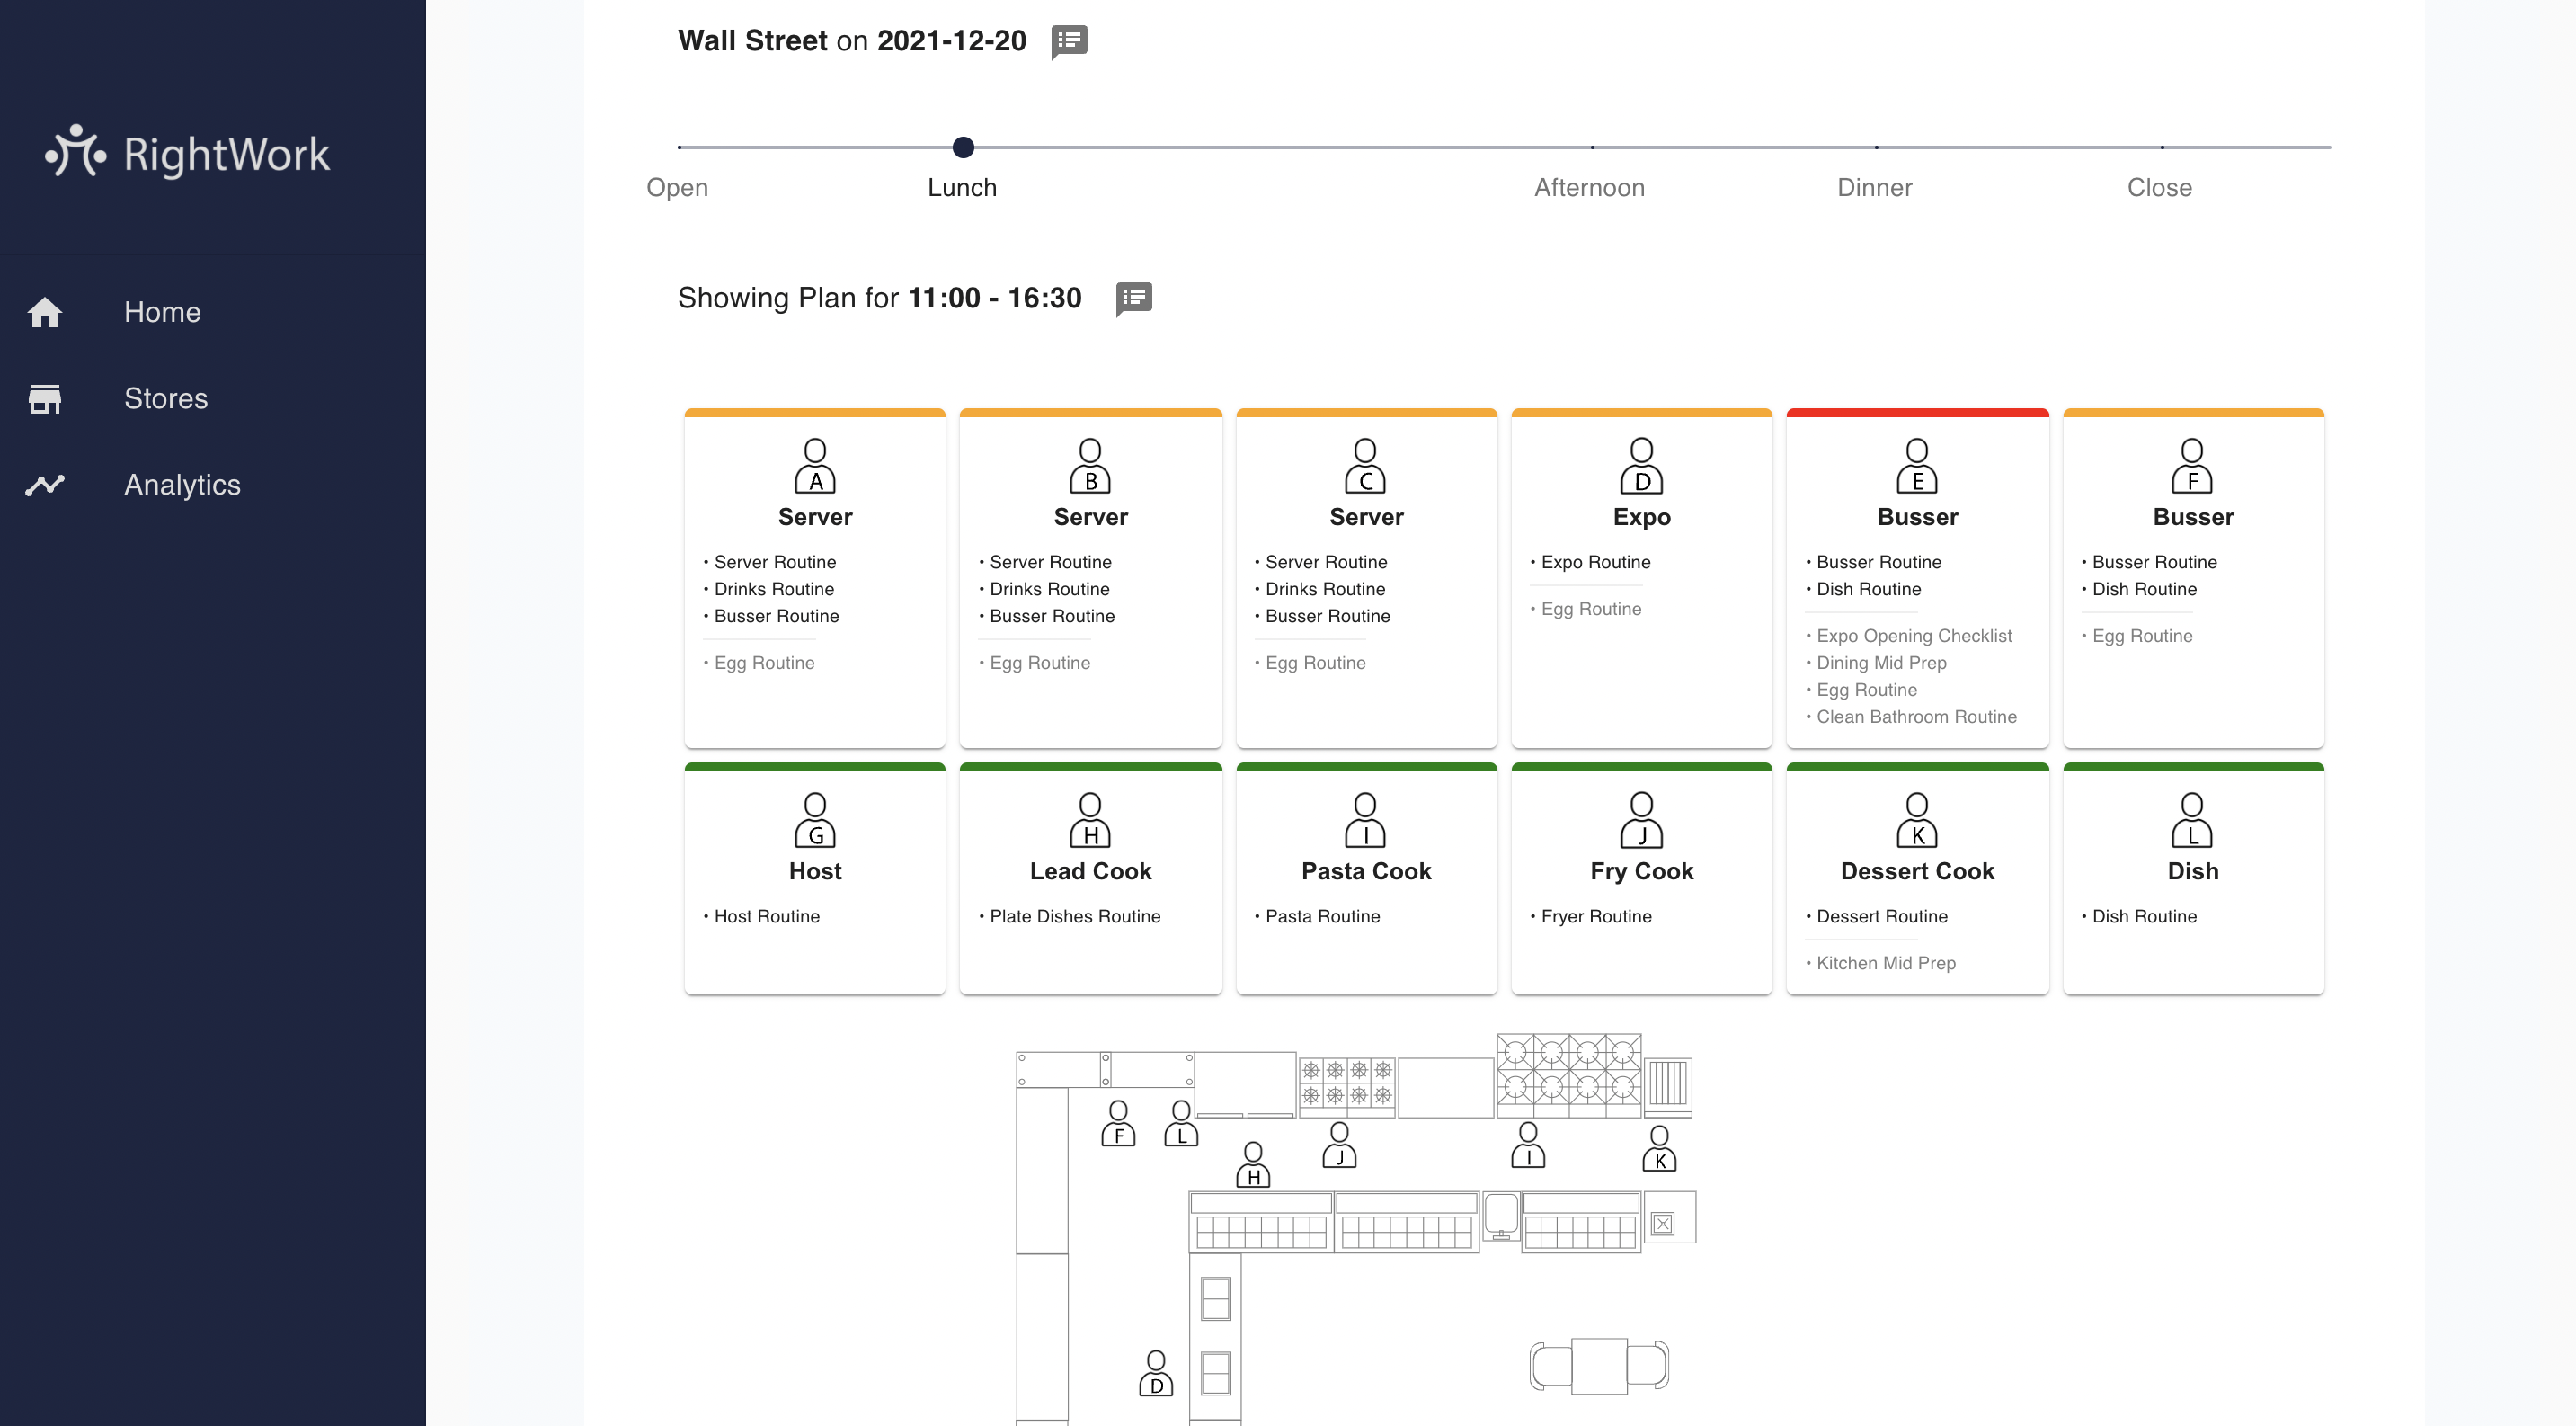 Wall Street on 2021-12-20
RightWork
Open
Lunch
Afternoon
Dinner
Close
Home
Stores
Analytics
Showing Plan for 11:00 - 16:30
A
Server
• Server Routine
• Drinks Routine
• Busser Routine
• Egg Routine
B
Server
• Server Routine
• Drinks Routine
• Busser Routine
• Egg Routine
C
Server
• Server Routine
• Drinks Routine
• Busser Routine
• Egg Routine
D
Expo
• Expo Routine
• Egg Routine
E
Busser
• Busser Routine
• Dish Routine
• Expo Opening Checklist
• Dining Mid Prep
• Egg Routine
• Clean Bathroom Routine
F
Busser
• Busser Routine
• Dish Routine
• Egg Routine
G
Host
• Host Routine
H
Lead Cook
• Plate Dishes Routine
I
Pasta Cook
• Pasta Routine
J
Fry Cook
• Fryer Routine
K
Dessert Cook
• Dessert Routine
• Kitchen Mid Prep
L
Dish
• Dish Routine
F
L
H
J
I
K
D